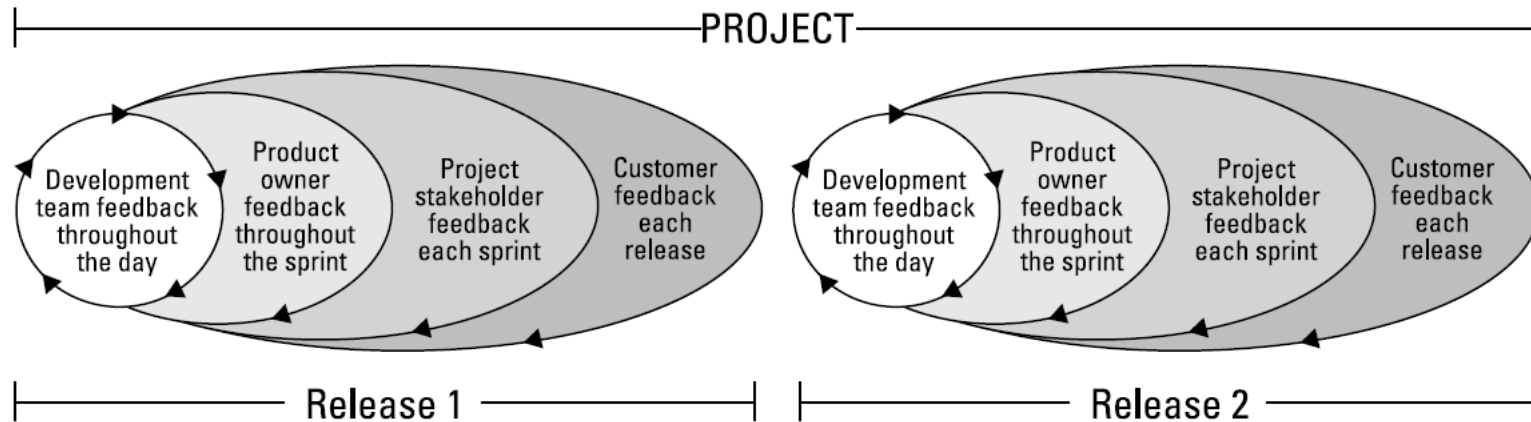 PROJECT
Development
team feedback
throughout
the day
Product
owner
feedback
throughout
the sprint
Project
stakeholder
feedback
each sprint
Customer
feedback
each
release
Development
team feedback
throughout
the day
Product
owner
feedback
throughout
the sprint
Project
stakeholder
feedback
each sprint
Customer
feedback
each
release
Release 1
Release 2